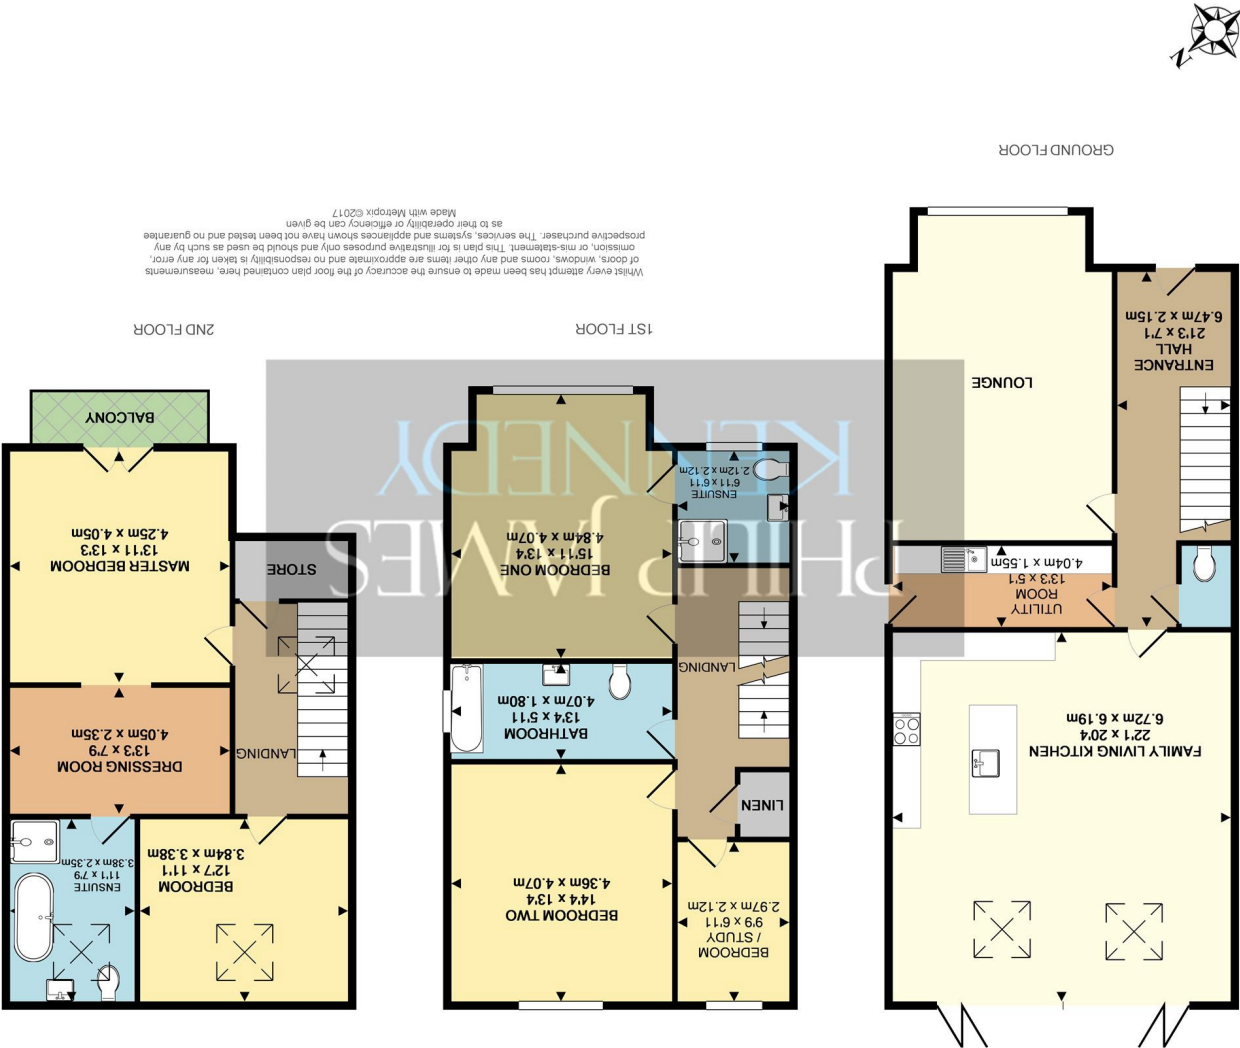 FAMILY LIVING KITCHEN
22'1 x 20'4
6.72m x 6.19m
UTILITY
ROOM
13'3 x 5'1
4.04m x 1.55m
LOUNGE
ENTRANCE
HALL
21'3 x 7'1
6.47m x 2.15m
GROUND FLOOR
BEDROOM
/ STUDY
9'9 x 6'11
2.97m x 2.12m
BEDROOM TWO
14'4 x 13'4
4.36m x 4.07m
LINEN
LANDING
BATHROOM
13'4 x 5'11
4.07m x 1.80m
BEDROOM ONE
15'11 x 13'4
4.84m x 4.07m
ENSUITE
6'11 x 6'11
2.12m x 2.12m
1ST FLOOR
BEDROOM
12'7 x 11'1
3.84m x 3.38m
ENSUITE
11'1 x 7'9
3.38m x 2.35m
LANDING
DRESSING ROOM
13'3 x 7'9
4.05m x 2.35m
STORE
MASTER BEDROOM
13'11 x 13'3
4.25m x 4.05m
BALCONY
2ND FLOOR
PHILIP JAMES
KENNEDY
Whilst every attempt has been made to ensure the accuracy of the floor plan contained here, measurements
of doors, windows, rooms and any other items are approximate and no responsibility is taken for any error,
omission, or mis-statement. This plan is for illustrative purposes only and should be used as such by any
prospective purchaser. The services, systems and appliances shown have not been tested and no guarantee
as to their operability or efficiency can be given
Made with Metropix ©2017
N